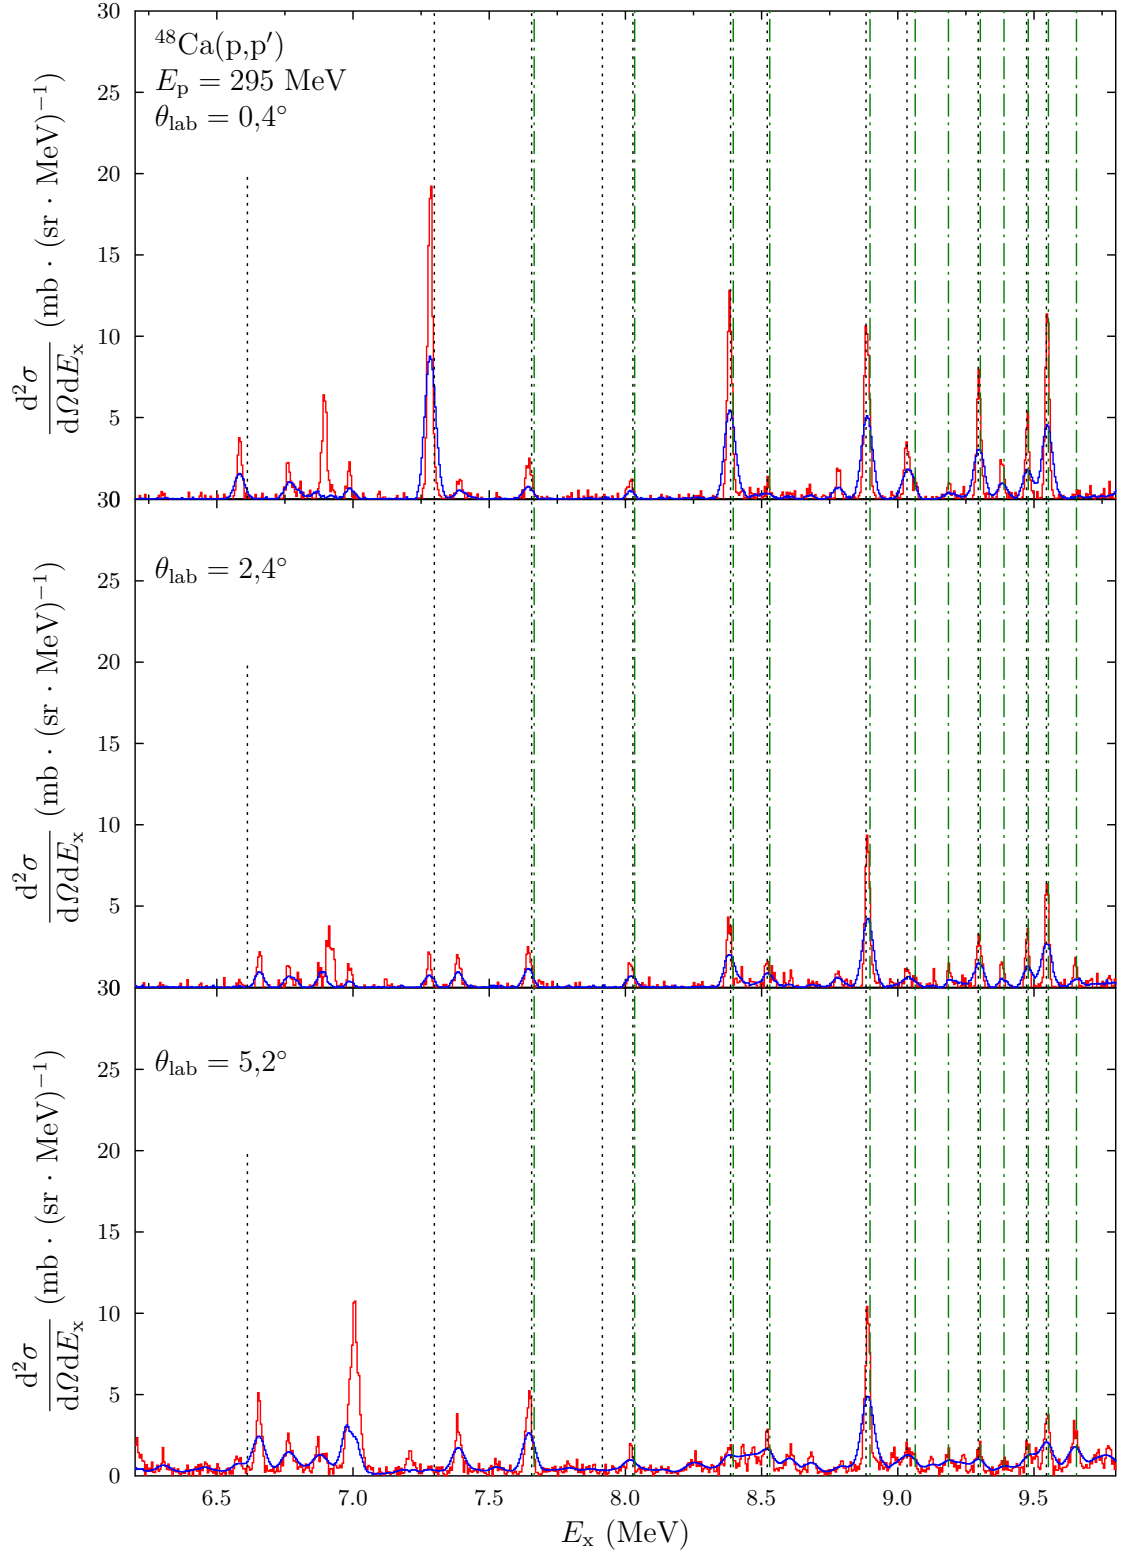 30
⁴⁸Ca(p,p′)
25
E_p = 295 MeV
θ_lab = 0,4°
20
15
10
5
d²σ/dΩdE_x (mb · (sr · MeV)⁻¹)
30
θ_lab = 2,4°
25
20
15
10
5
d²σ/dΩdE_x (mb · (sr · MeV)⁻¹)
30
θ_lab = 5,2°
25
20
15
10
5
0
d²σ/dΩdE_x (mb · (sr · MeV)⁻¹)
6.5 7.0 7.5 8.0 8.5 9.0 9.5
E_x (MeV)